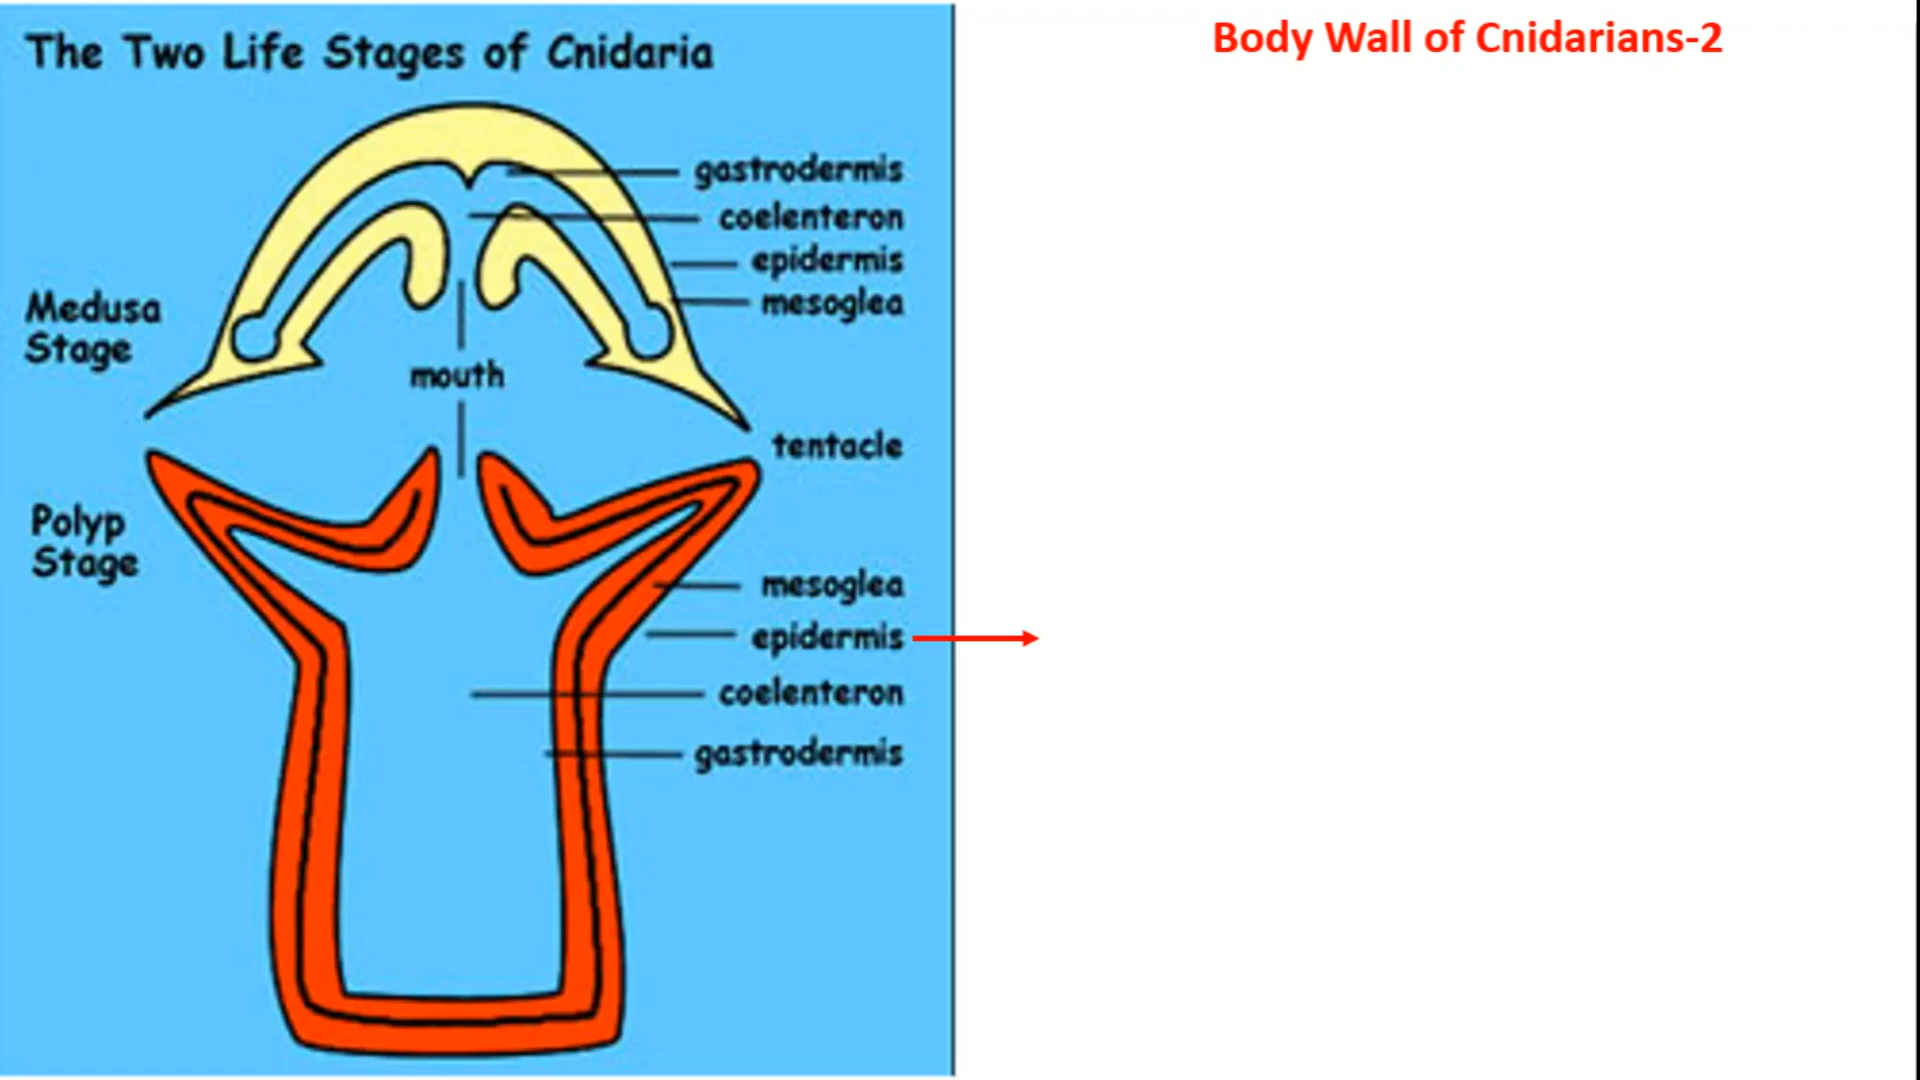 The Two Life Stages of Cnidaria
Body Wall of Cnidarians-2
gastrodermis
coelenteron
epidermis
mesoglea
Medusa
Stage
mouth
tentacle
Polyp
Stage
mesoglea
epidermis
coelenteron
gastrodermis